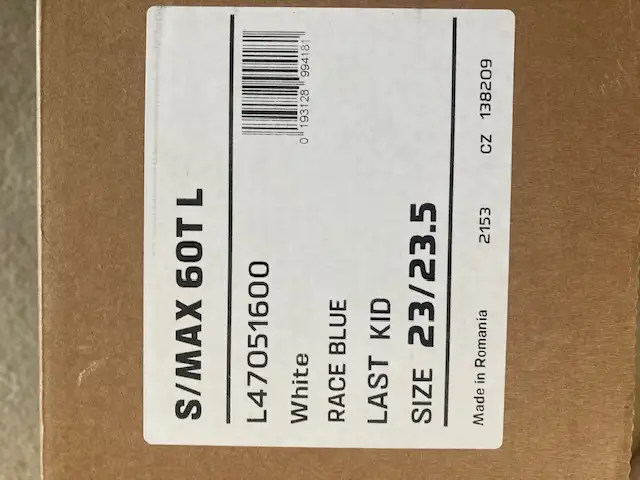 S/MAX 60T L
L47051600
0 193128 994181
White
RACE BLUE
LAST KID
SIZE 23/23.5
Made in Romania 2153 CZ 138209